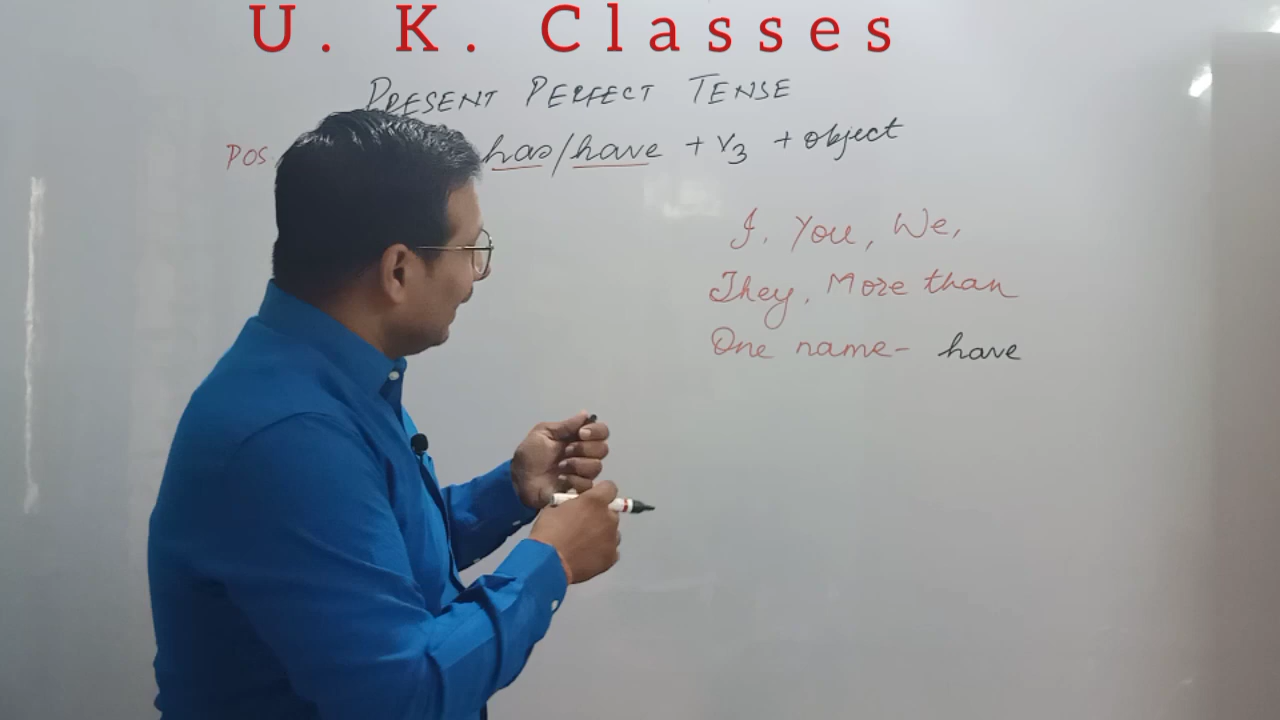 U. K. Classes
PRESENT PERFECT TENSE
POS. has/have + V3 + object
I, You, We,
They, More than
One name- have